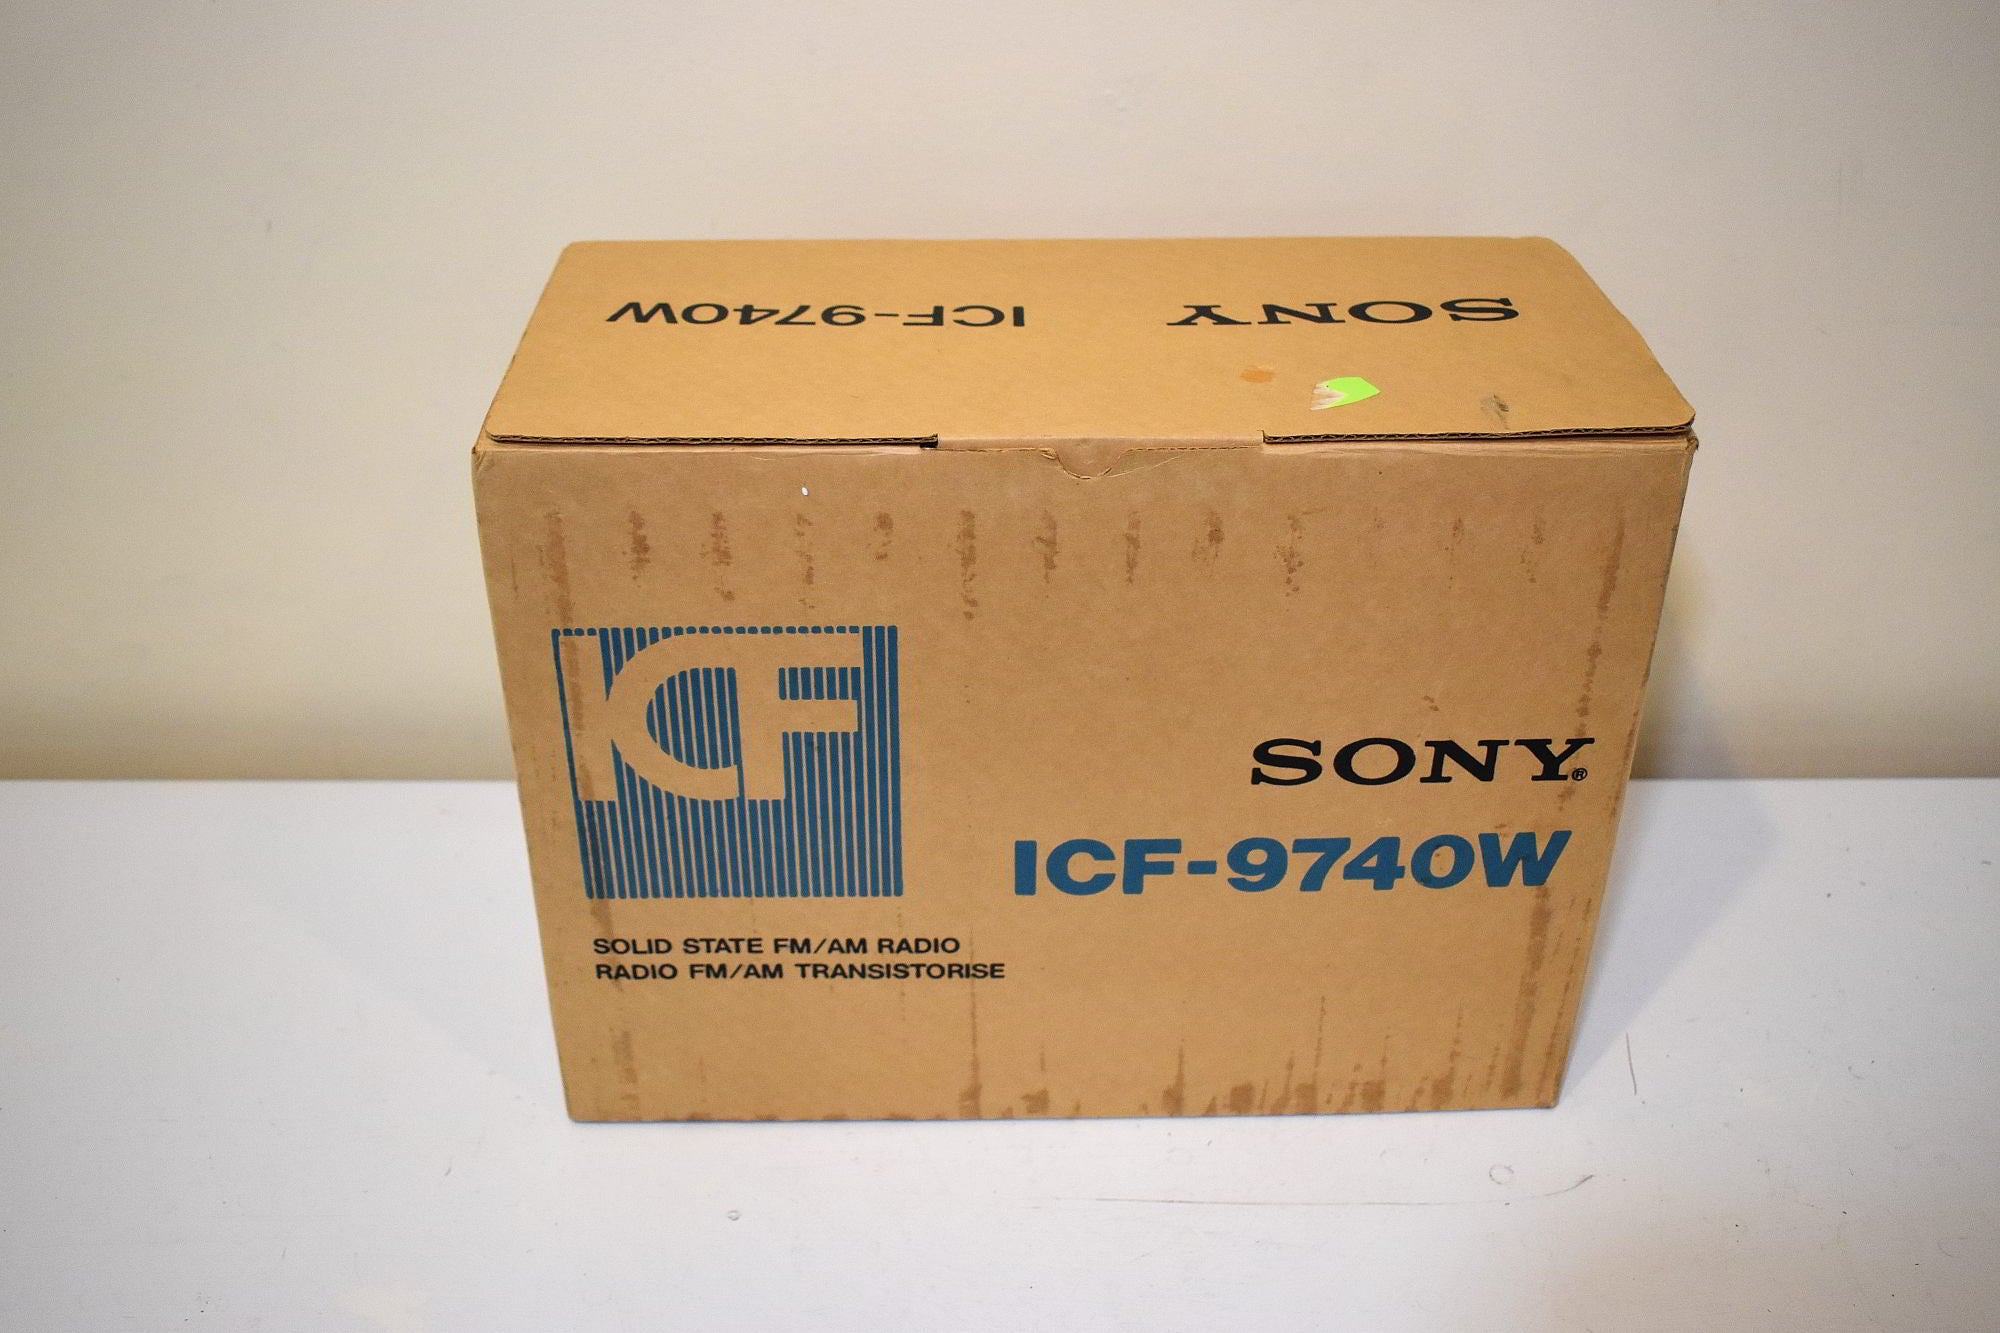 SONY ICF-9740W
ICF
SONY®
ICF-9740W
SOLID STATE FM/AM RADIO
RADIO FM/AM TRANSISTORISE